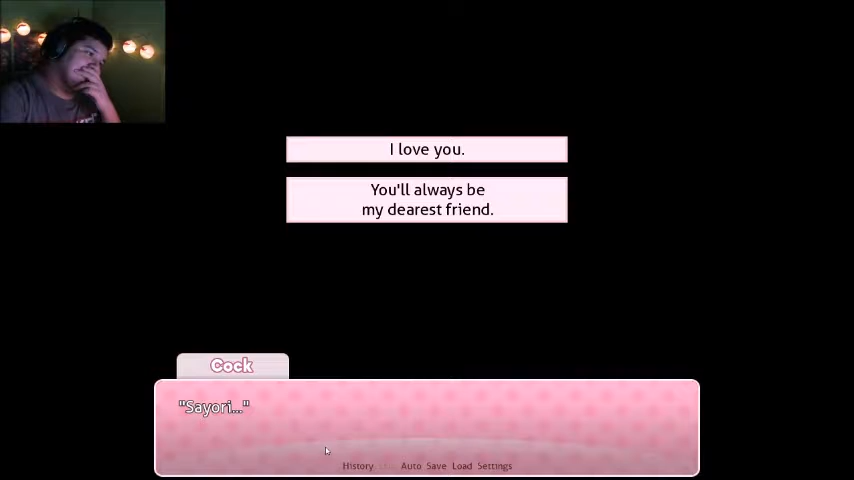 I love you.
You'll always be
my dearest friend.
Cock
"Sayori..."
History
Auto Save Load Settings